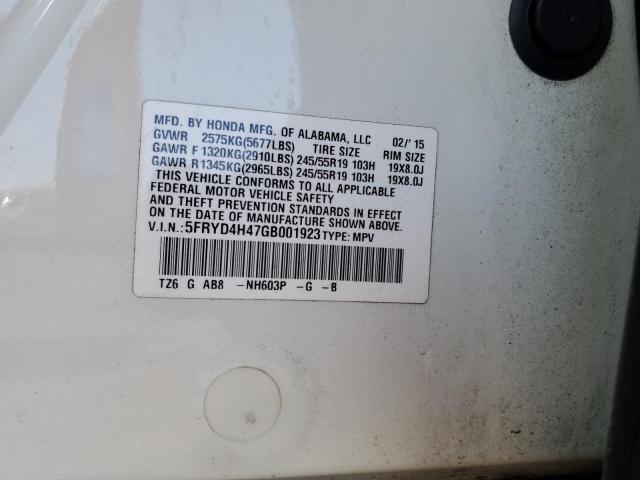 MFD. BY HONDA MFG. OF ALABAMA, LLC 02/'15
GVWR 2575KG(5677LBS) TIRE SIZE RIM SIZE
GAWR F 1320KG(2910LBS) 245/55R19 103H 19X8.0J
GAWR R 1345KG(2965LBS) 245/55R19 103H 19X8.0J
THIS VEHICLE CONFORMS TO ALL APPLICABLE
FEDERAL MOTOR VEHICLE SAFETY
AND THEFT PREVENTION STANDARDS IN EFFECT
ON THE DATE OF MANUFACTURE SHOWN ABOVE.
V.I.N.:5FRYD4H47GB001923 TYPE: MPV
TZ6 G AB8 -NH603P -G -B